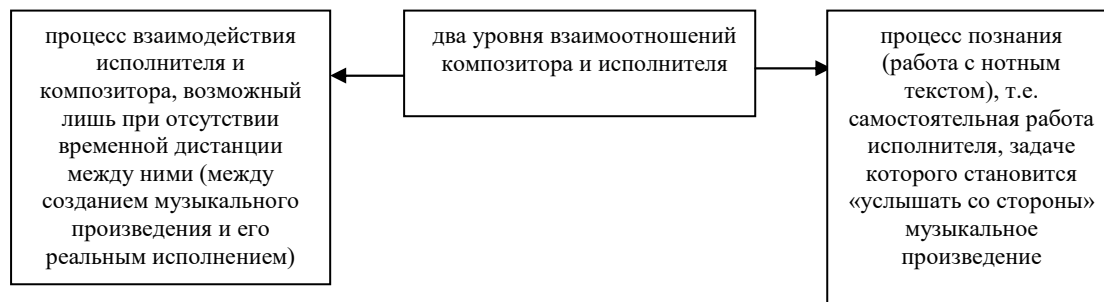 процесс взаимодействия
исполнителя и
композитора, возможный
лишь при отсутствии
временной дистанции
между ними (между
созданием музыкального
произведения и его
реальным исполнением)
два уровня взаимоотношений
композитора и исполнителя
процесс познания
(работа с нотным
текстом), т.е.
самостоятельная работа
исполнителя, задаче
которого становится
«услышать со стороны»
музыкальное
произведение